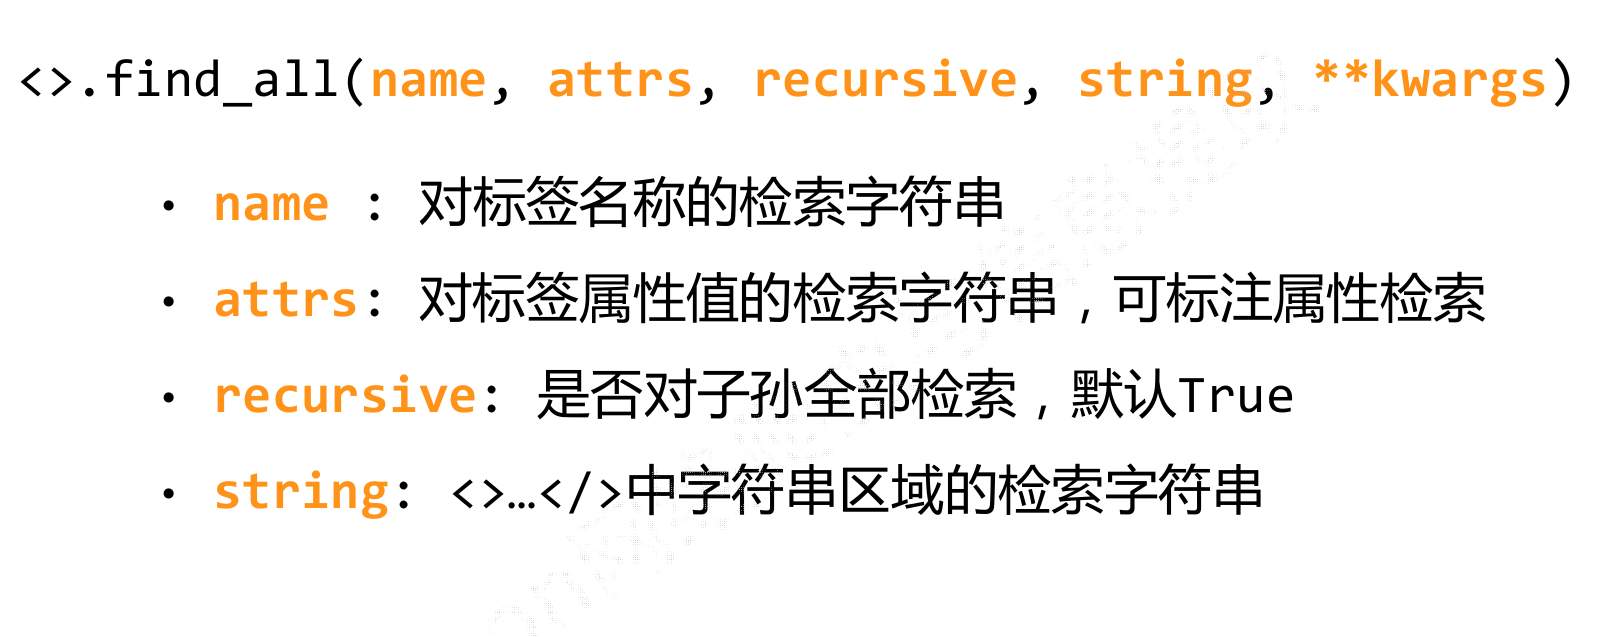 <>.find_all(name, attrs, recursive, string, **kwargs)
• name : 对标签名称的检索字符串
• attrs: 对标签属性值的检索字符串，可标注属性检索
• recursive: 是否对子孙全部检索，默认True
• string: <>…</>中字符串区域的检索字符串